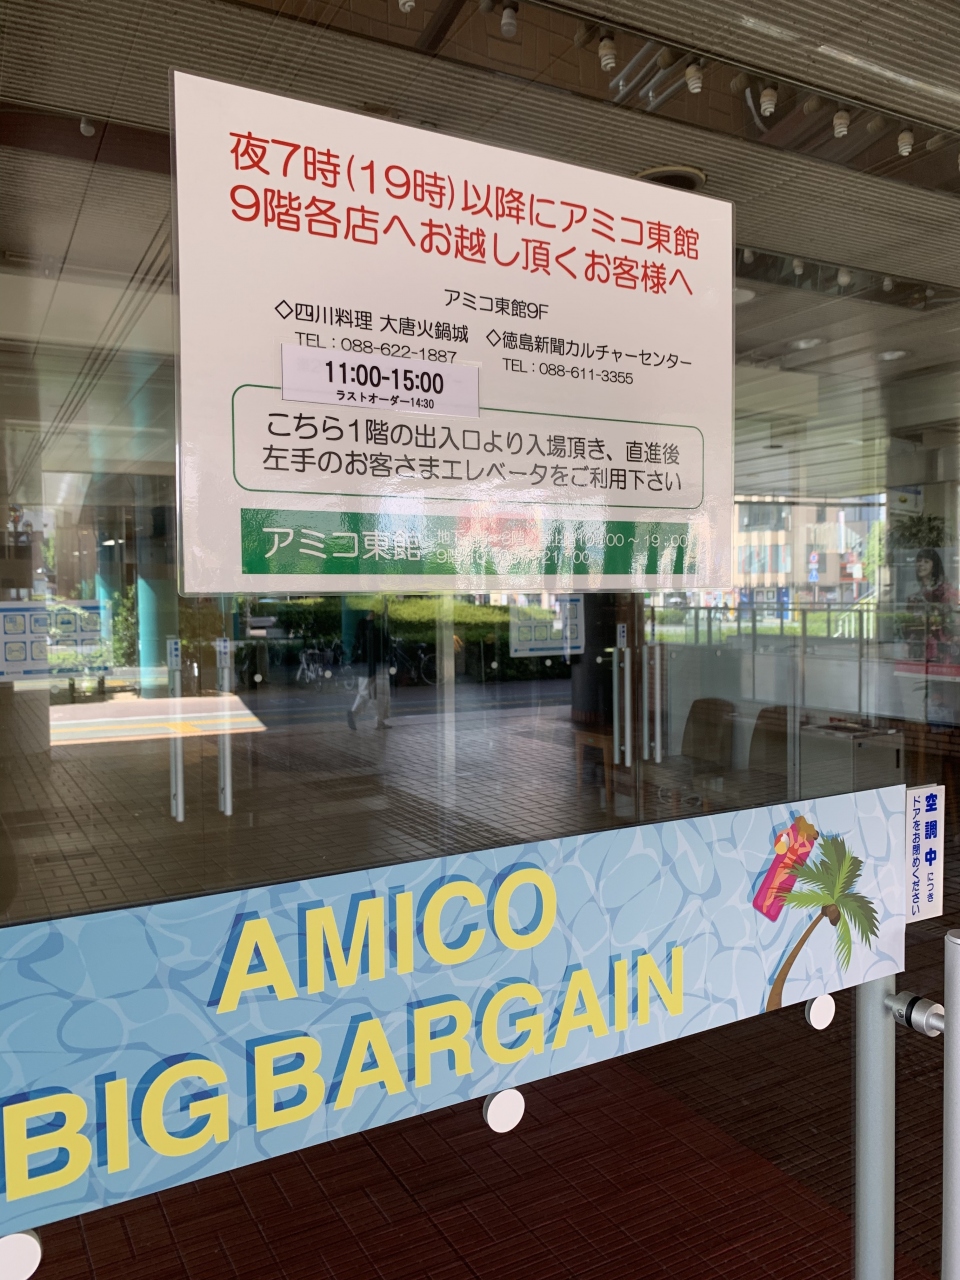 夜7時(19時)以降にアミコ東館
9階各店へお越し頂くお客様へ
アミコ東館9F
◇四川料理 大唐火鍋城
TEL：088-622-1887
◇徳島新聞カルチャーセンター
TEL：088-611-3355
11:00-15:00
ラストオーダー14:30
こちら1階の出入口より入場頂き、直進後
左手のお客さまエレベータをご利用下さい
アミコ東館
10：00～19：00
空調中につき
ドアをお閉めください
AMICO
BIG BARGAIN